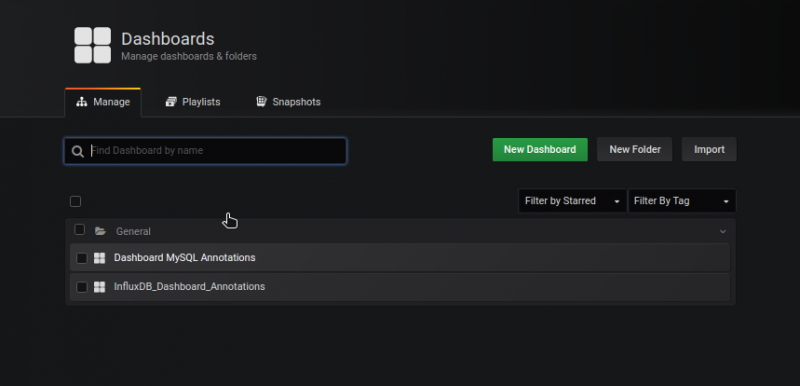 Dashboards
Manage dashboards & folders
Manage Playlists Snapshots
Find Dashboard by name New Dashboard New Folder Import
Filter by Starred Filter By Tag
General
Dashboard MySQL Annotations
InfluxDB_Dashboard_Annotations